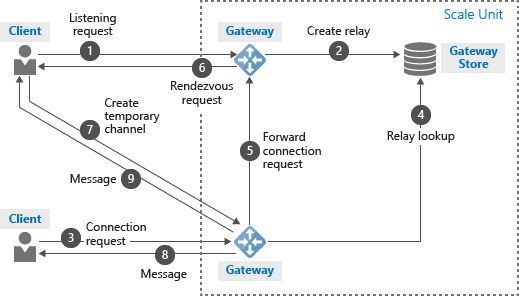 Scale Unit
Client
Listening
request
1
Gateway
Create relay
2
Gateway
Store
6
Rendezvous
request
4
Relay lookup
Create
temporary
channel
7
5
Forward
connection
request
Message
9
Client
3
Connection
request
8
Message
Gateway